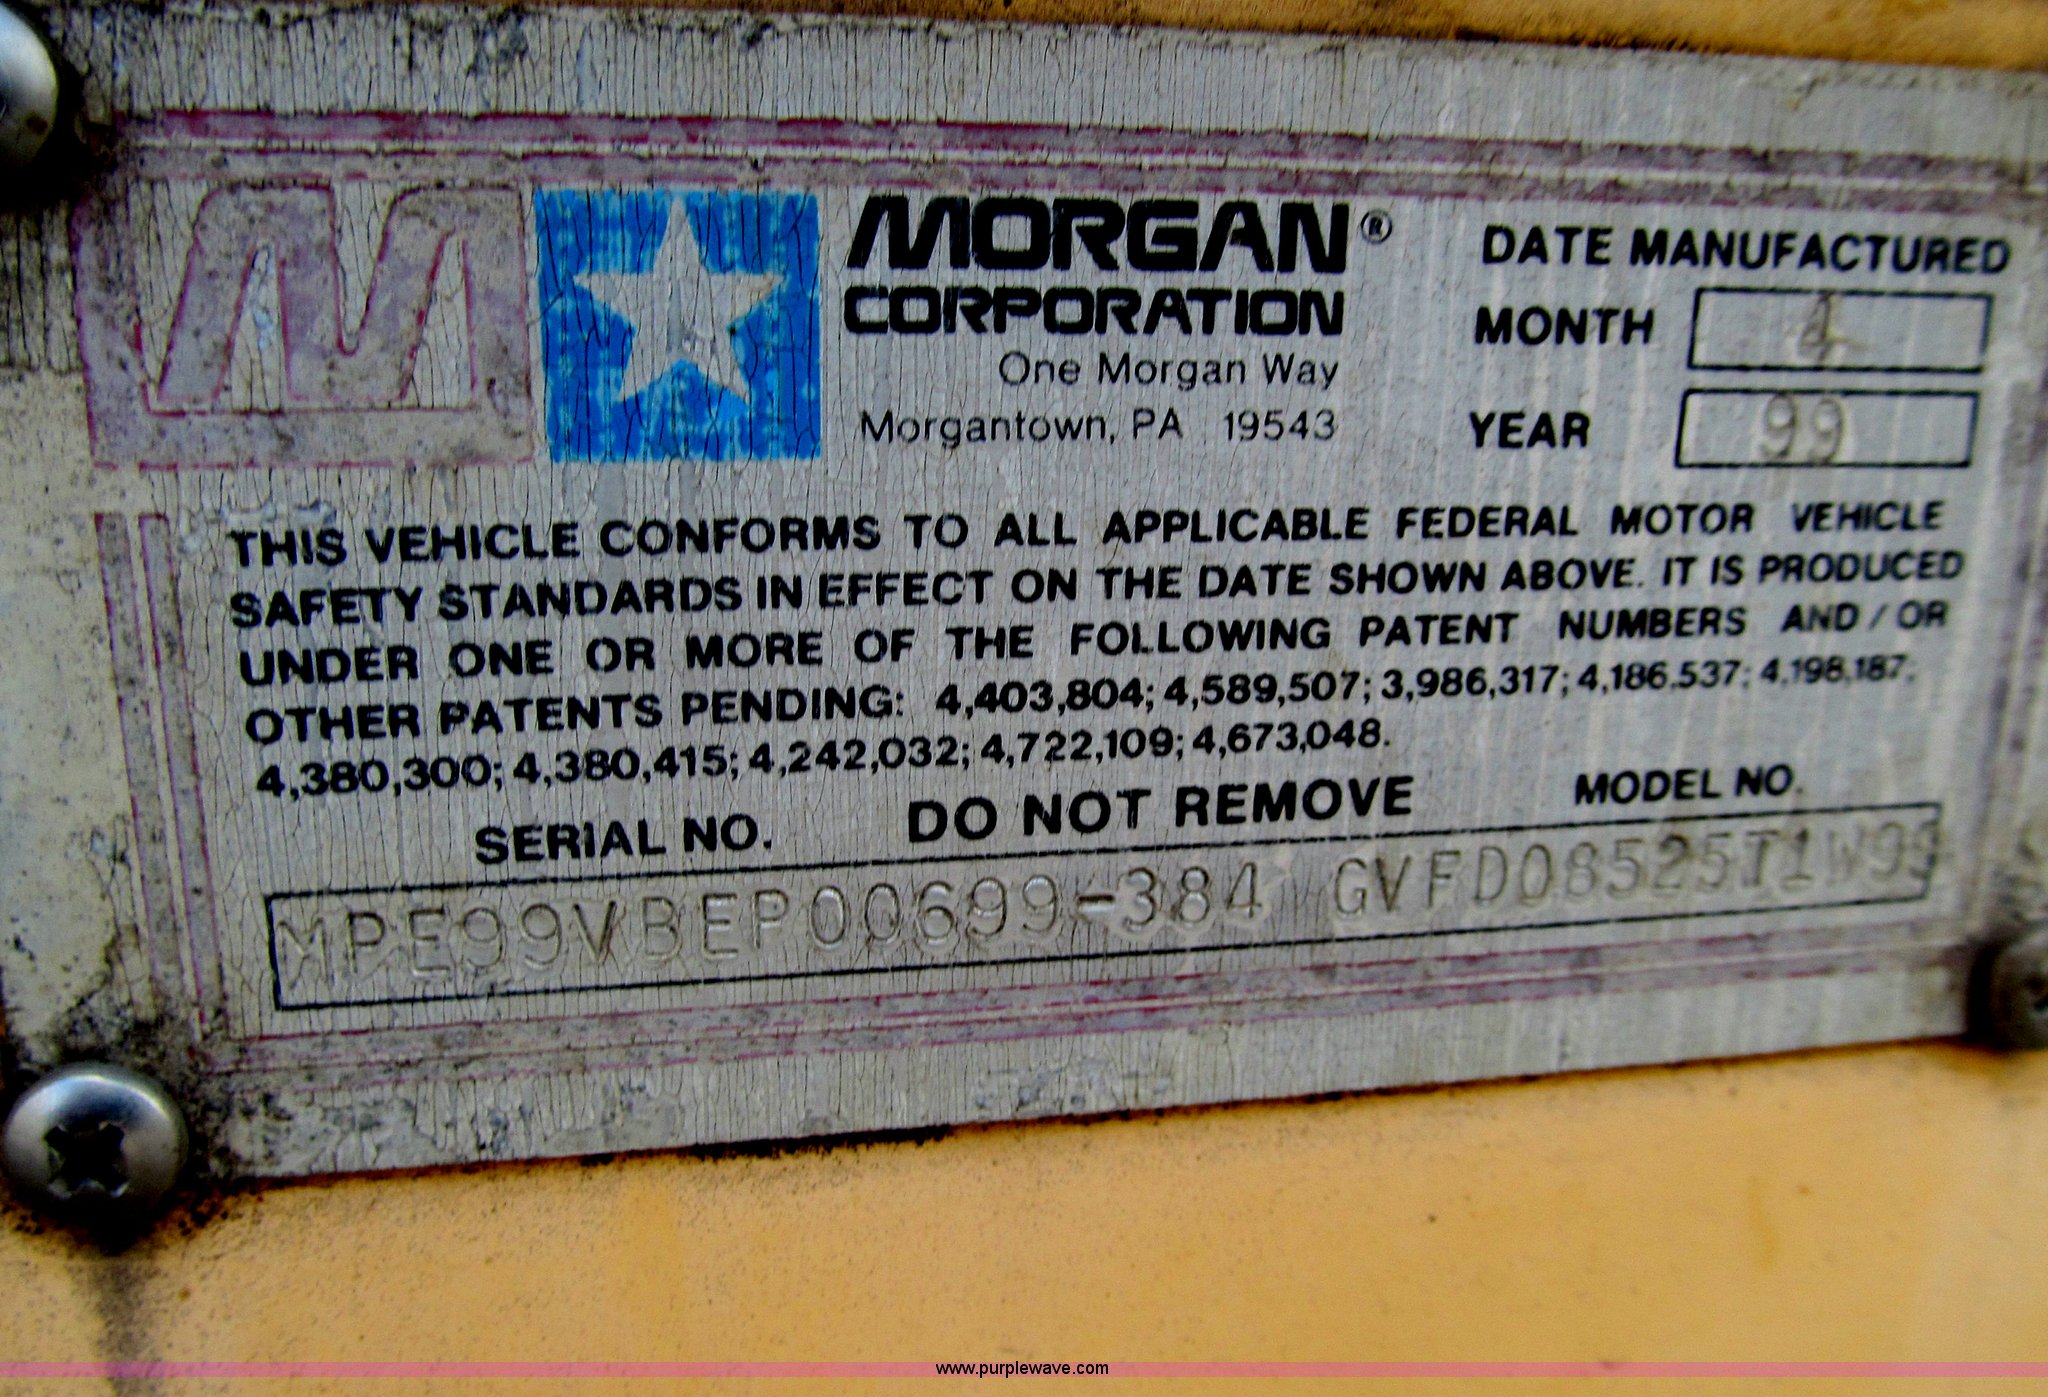 MORGAN®
CORPORATION
One Morgan Way
Morgantown, PA 19543
DATE MANUFACTURED
MONTH 4
YEAR 99
THIS VEHICLE CONFORMS TO ALL APPLICABLE FEDERAL MOTOR VEHICLE
SAFETY STANDARDS IN EFFECT ON THE DATE SHOWN ABOVE. IT IS PRODUCED
UNDER ONE OR MORE OF THE FOLLOWING PATENT NUMBERS AND / OR
OTHER PATENTS PENDING: 4,403,804; 4,589,507; 3,986,317; 4,186,537; 4,198,187;
4,380,300; 4,380,415; 4,242,032; 4,722,109; 4,673,048.
SERIAL NO. DO NOT REMOVE MODEL NO.
MPE99VBEP00699-384 GVFD08525T1W99
www.purplewave.com